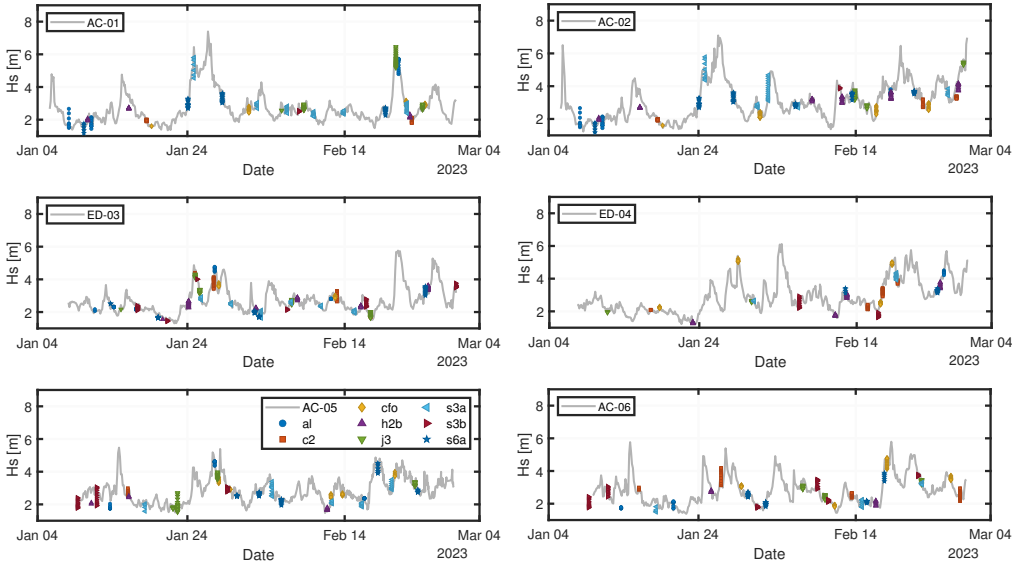 8
6
4
2
Hs [m]
AC-01
Jan 04
Jan 24
Feb 14
Mar 04
Date
2023
8
6
4
2
Hs [m]
AC-02
Jan 04
Jan 24
Feb 14
Mar 04
Date
2023
8
6
4
2
Hs [m]
ED-03
Jan 04
Jan 24
Feb 14
Mar 04
Date
2023
8
6
4
2
Hs [m]
ED-04
Jan 04
Jan 24
Feb 14
Mar 04
Date
2023
8
6
4
2
Hs [m]
AC-05 cfo s3a
al h2b s3b
c2 j3 s6a
Jan 04
Jan 24
Feb 14
Mar 04
Date
2023
8
6
4
2
Hs [m]
AC-06
Jan 04
Jan 24
Feb 14
Mar 04
Date
2023